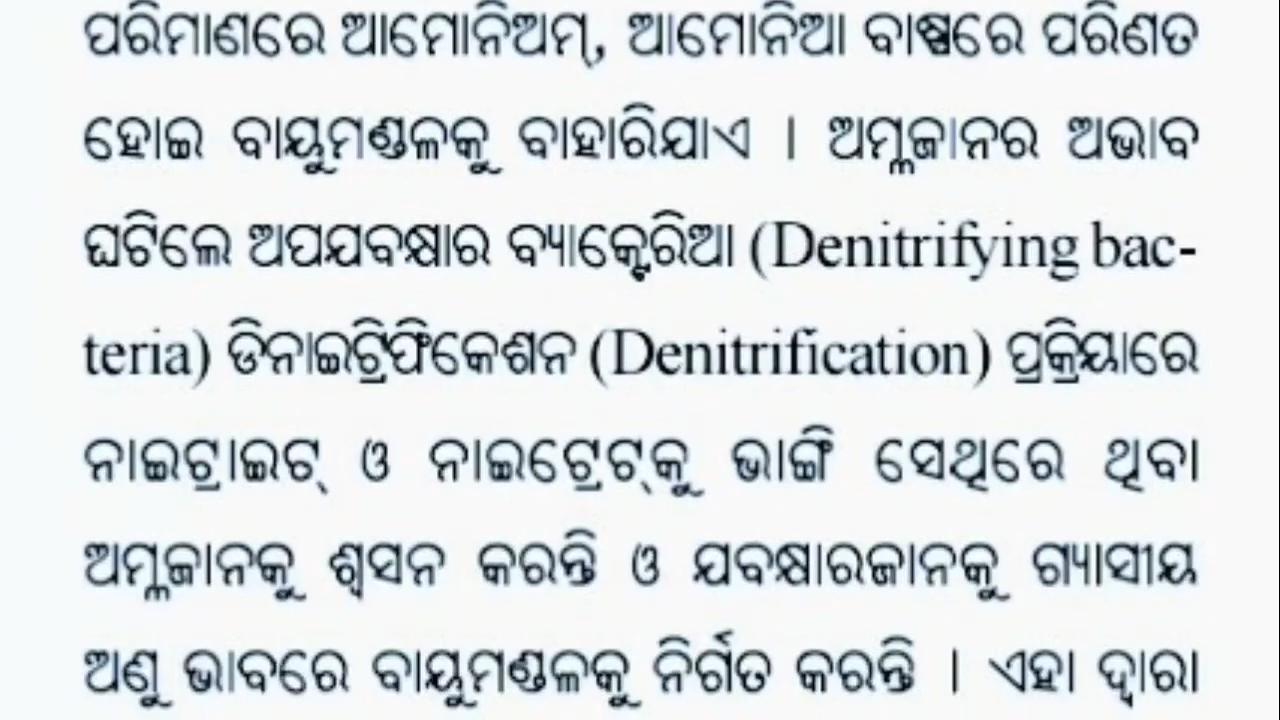 ପରିମାଣରେ ଆମୋନିଅମ୍, ଆମୋନିଆ ବାଷ୍ପରେ ପରିଣତ
ହୋଇ ବାୟୁମଣ୍ଡଳକୁ ବାହାରିଯାଏ । ଅମ୍ଳଜାନର ଅଭାବ
ଘଟିଲେ ଅପଯବକ୍ଷାର ବ୍ୟାକ୍ଟେରିଆ (Denitrifying bac-
teria) ଡିନାଇଟ୍ରିଫିକେଶନ (Denitrification) ପ୍ରକ୍ରିୟାରେ
ନାଇଟ୍ରାଇଟ୍ ଓ ନାଇଟ୍ରେଟ୍‌କୁ ଭାଙ୍ଗି ସେଥିରେ ଥିବା
ଅମ୍ଳଜାନକୁ ଶ୍ୱସନ କରନ୍ତି ଓ ଯବକ୍ଷାରଜାନକୁ ଗ୍ୟାସୀୟ
ଅଣୁ ଭାବରେ ବାୟୁମଣ୍ଡଳକୁ ନିର୍ଗତ କରନ୍ତି । ଏହା ଦ୍ୱାରା